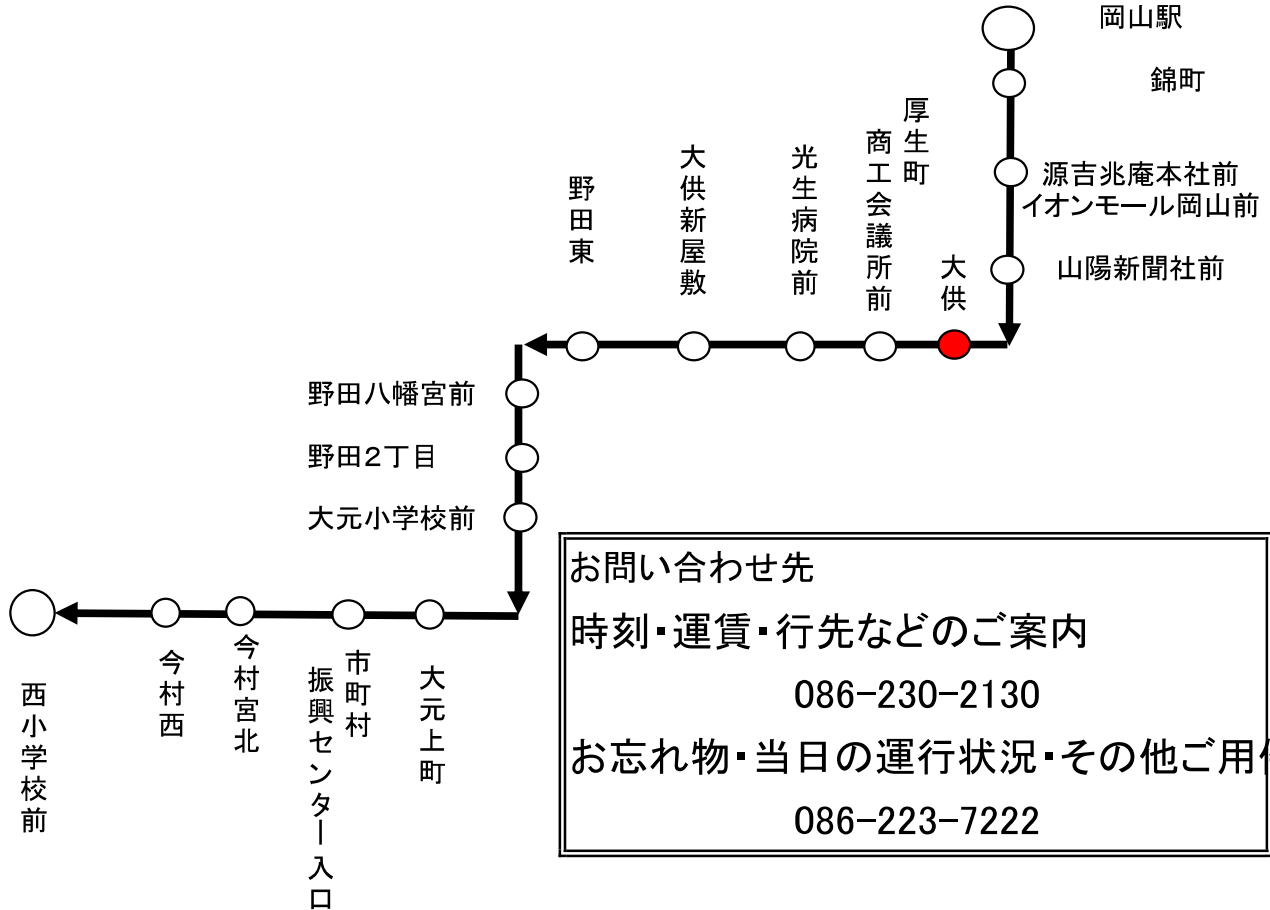 岡山駅
錦町
源吉兆庵本社前
イオンモール岡山前
山陽新聞社前
大供
厚生町
商工会議所前
光生病院前
大供新屋敷
野田東
野田八幡宮前
野田2丁目
大元小学校前
大元上町
市町村
振興センター入口
今村宮北
今村西
西小学校前
お問い合わせ先
時刻・運賃・行先などのご案内
086-230-2130
お忘れ物・当日の運行状況・その他ご用
086-223-7222